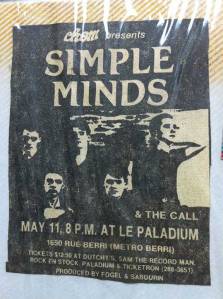 chom presents
SIMPLE
MINDS
& THE CALL
MAY 11, 8 P.M. AT LE PALADIUM
1650 RUE BERRI (METRO BERRI)
TICKETS $12.50 AT DUTCHY'S, SAM THE RECORD MAN,
ROCK EN STOCK, PALADIUM & TICKETRON (288-3651)
PRODUCED BY FOGEL & SABOURIN